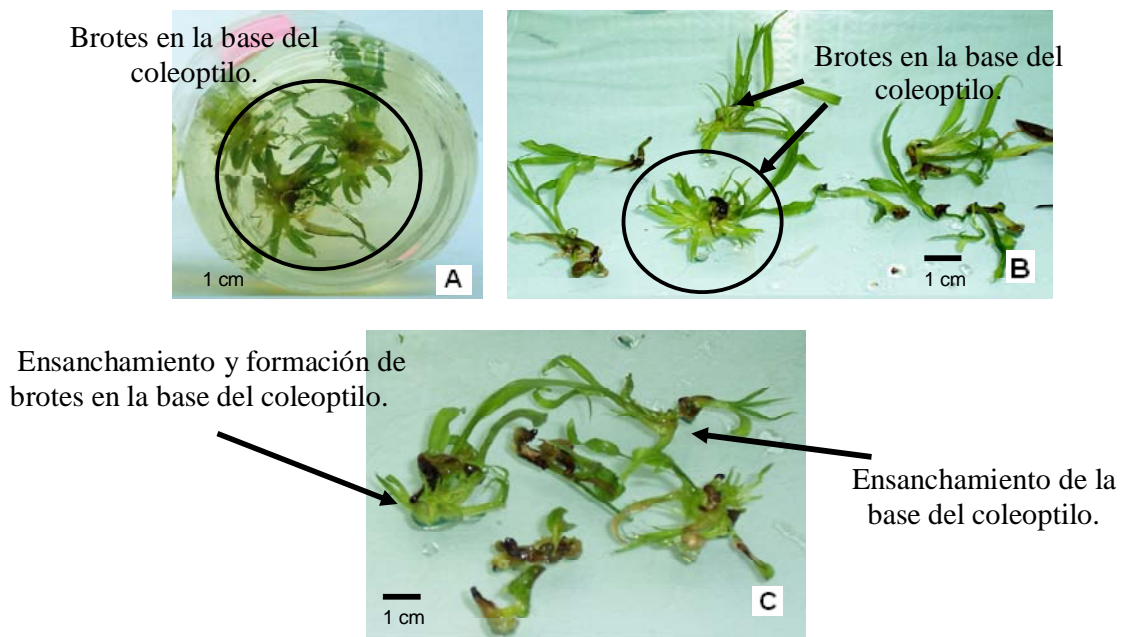 Brotes en la base del
coleoptilo.
1 cm
A
Brotes en la base del
coleoptilo.
1 cm
B
Ensanchamiento y formación de
brotes en la base del coleoptilo.
Ensanchamiento de la
base del coleoptilo.
1 cm
C